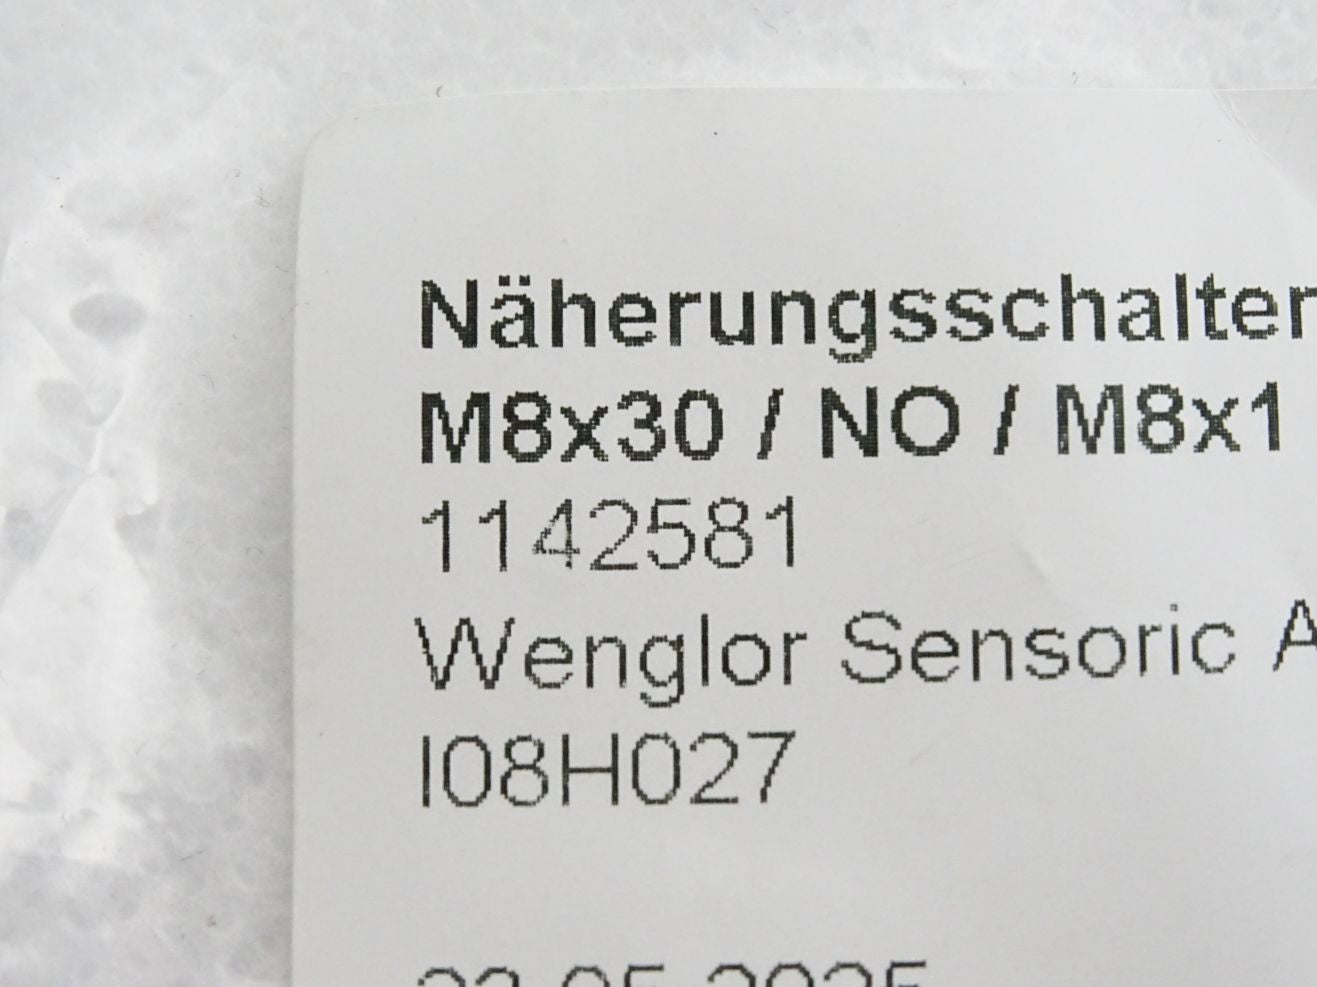 Näherungsschalter
M8x30 / NO / M8x1
1142581
Wenglor Sensoric A
I08H027